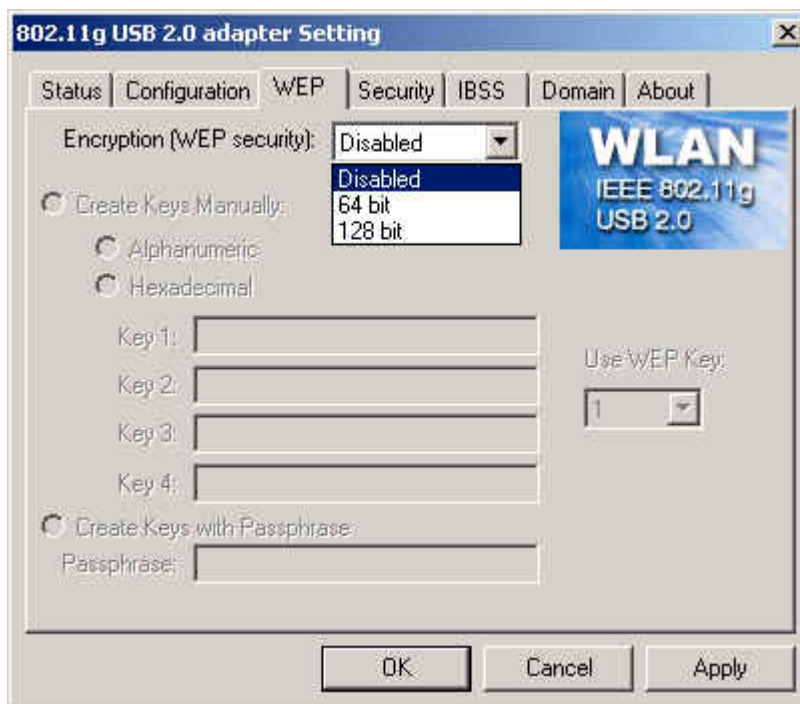 802.11g USB 2.0 adapter Setting
Status Configuration WEP Security IBSS Domain About
Encryption (WEP security): Disabled
Disabled
64 bit
128 bit
WLAN
IEEE 802.11g
USB 2.0
Create Keys Manually:
Alphanumeric
Hexadecimal
Key 1:
Key 2:
Key 3:
Key 4:
Use WEP Key:
1
Create Keys with Passphrase
Passphrase:
OK Cancel Apply